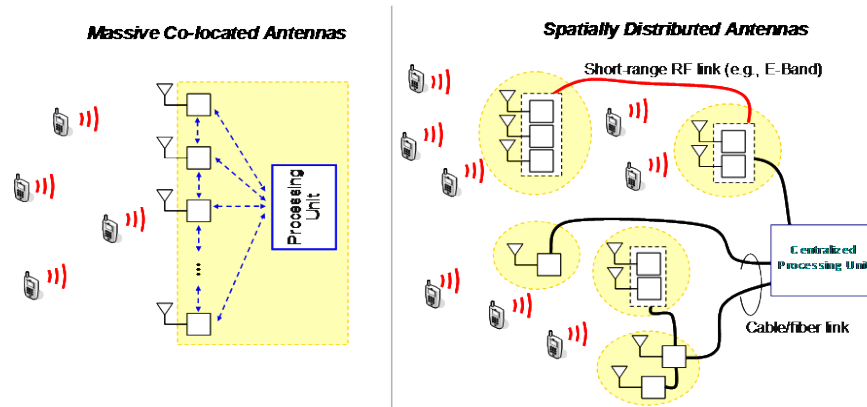 Massive Co-located Antennas
Processing
Unit
...
Spatially Distributed Antennas
Short-range RF link (e.g., E-Band)
Centralized
Processing Unit
Cable/fiber link